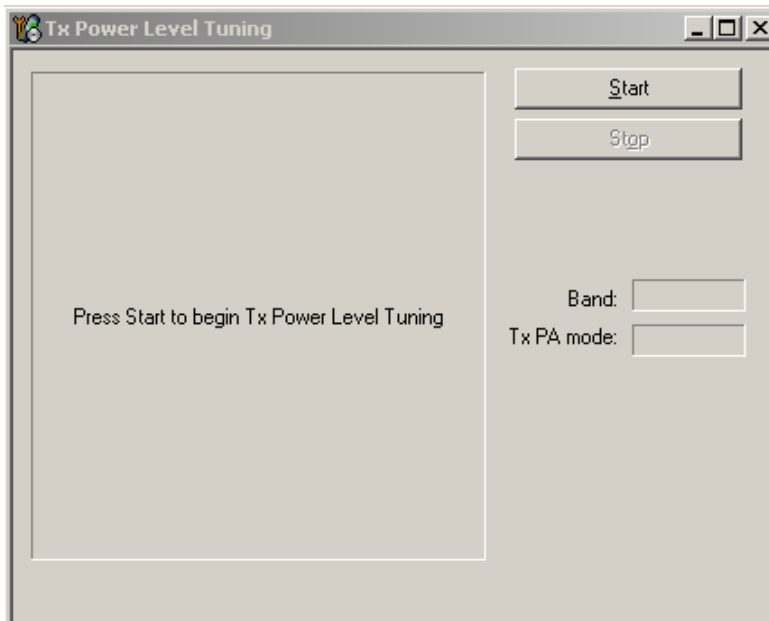 Tx Power Level Tuning
Start
Stop
Press Start to begin Tx Power Level Tuning
Band:
Tx PA mode: